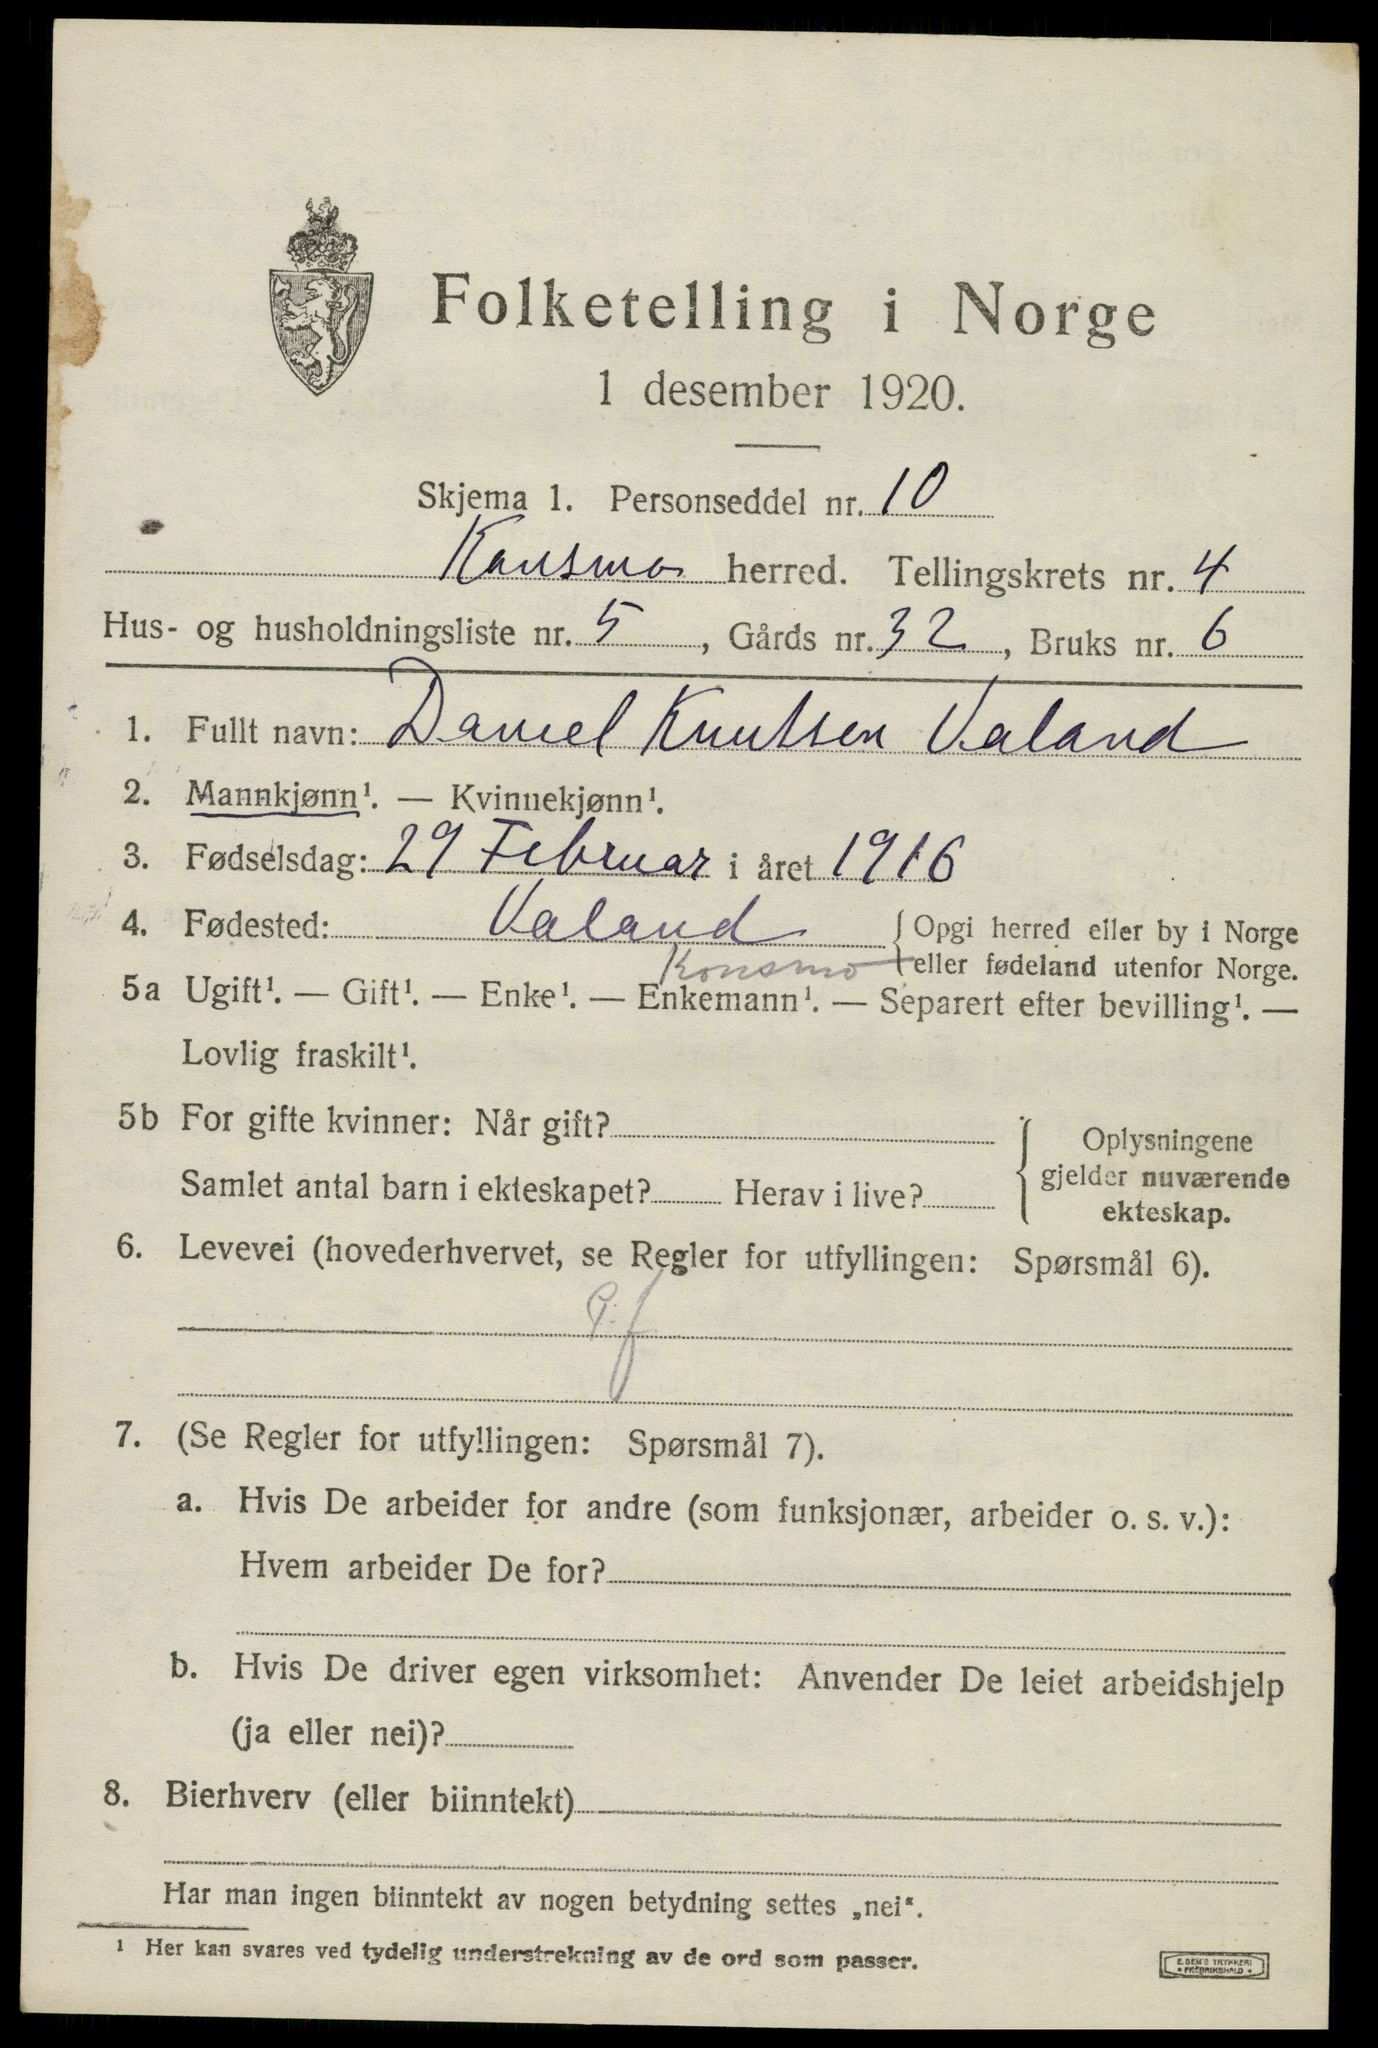 Folketelling i Norge
1 desember 1920.
Skjema 1. Personseddel nr. 10
Konsmo herred. Tellingskrets nr. 4
Hus- og husholdningsliste nr. 5, Gårds nr. 32, Bruks nr. 6
1. Fullt navn: Daniel Knutsen Valand
2. Mannkjønn¹. — Kvinnekjønn¹.
3. Fødselsdag: 29 Februar i året 1916
4. Fødested: Valand {Opgi herred eller by i Norge
Konsmo eller fødeland utenfor Norge.
5a Ugift¹. — Gift¹. — Enke¹. — Enkemann¹. — Separert efter bevilling¹. —
Lovlig fraskilt¹.
5b For gifte kvinner: Når gift?
Samlet antal barn i ekteskapet? Herav i live?
{Oplysningene
gjelder nuværende
ekteskap.
6. Levevei (hovederhvervet, se Regler for utfyllingen: Spørsmål 6).
7. (Se Regler for utfyllingen: Spørsmål 7).
a. Hvis De arbeider for andre (som funksjonær, arbeider o. s. v.):
Hvem arbeider De for?
b. Hvis De driver egen virksomhet: Anvender De leiet arbeidshjelp
(ja eller nei)?
8. Bierhverv (eller biinntekt)
Har man ingen biinntekt av nogen betydning settes „nei".
¹ Her kan svares ved tydelig understrekning av de ord som passer.
E. SEM'S TRYKKERI
• FREDRIKSHALD •